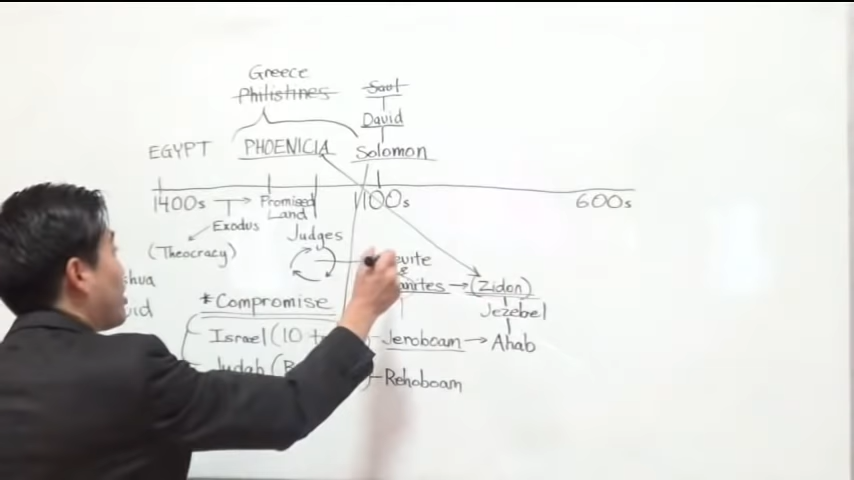 Greece
Philistines
Saul
David
EGYPT PHOENICIA Solomon
1400s Promised Land 1100s 600s
Exodus
(Theocracy)
Judges
Zidon)
*Compromise
Jezebel
Israel (10 Jeroboam → Ahab
Judah (B Rehoboam